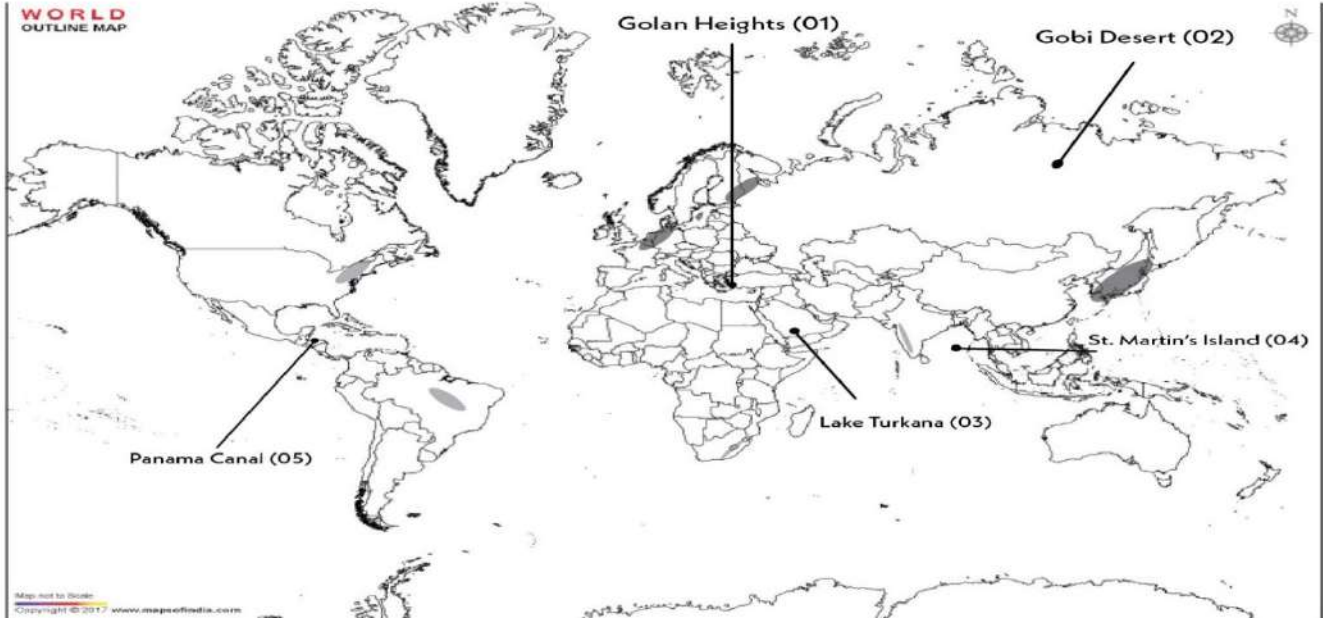 WORLD
OUTLINE MAP
Golan Heights (01)
N
Gobi Desert (02)
St. Martin's Island (04)
Lake Turkana (03)
Panama Canal (05)
Map not to Scale
Copyright © 2017 www.mapsofindia.com